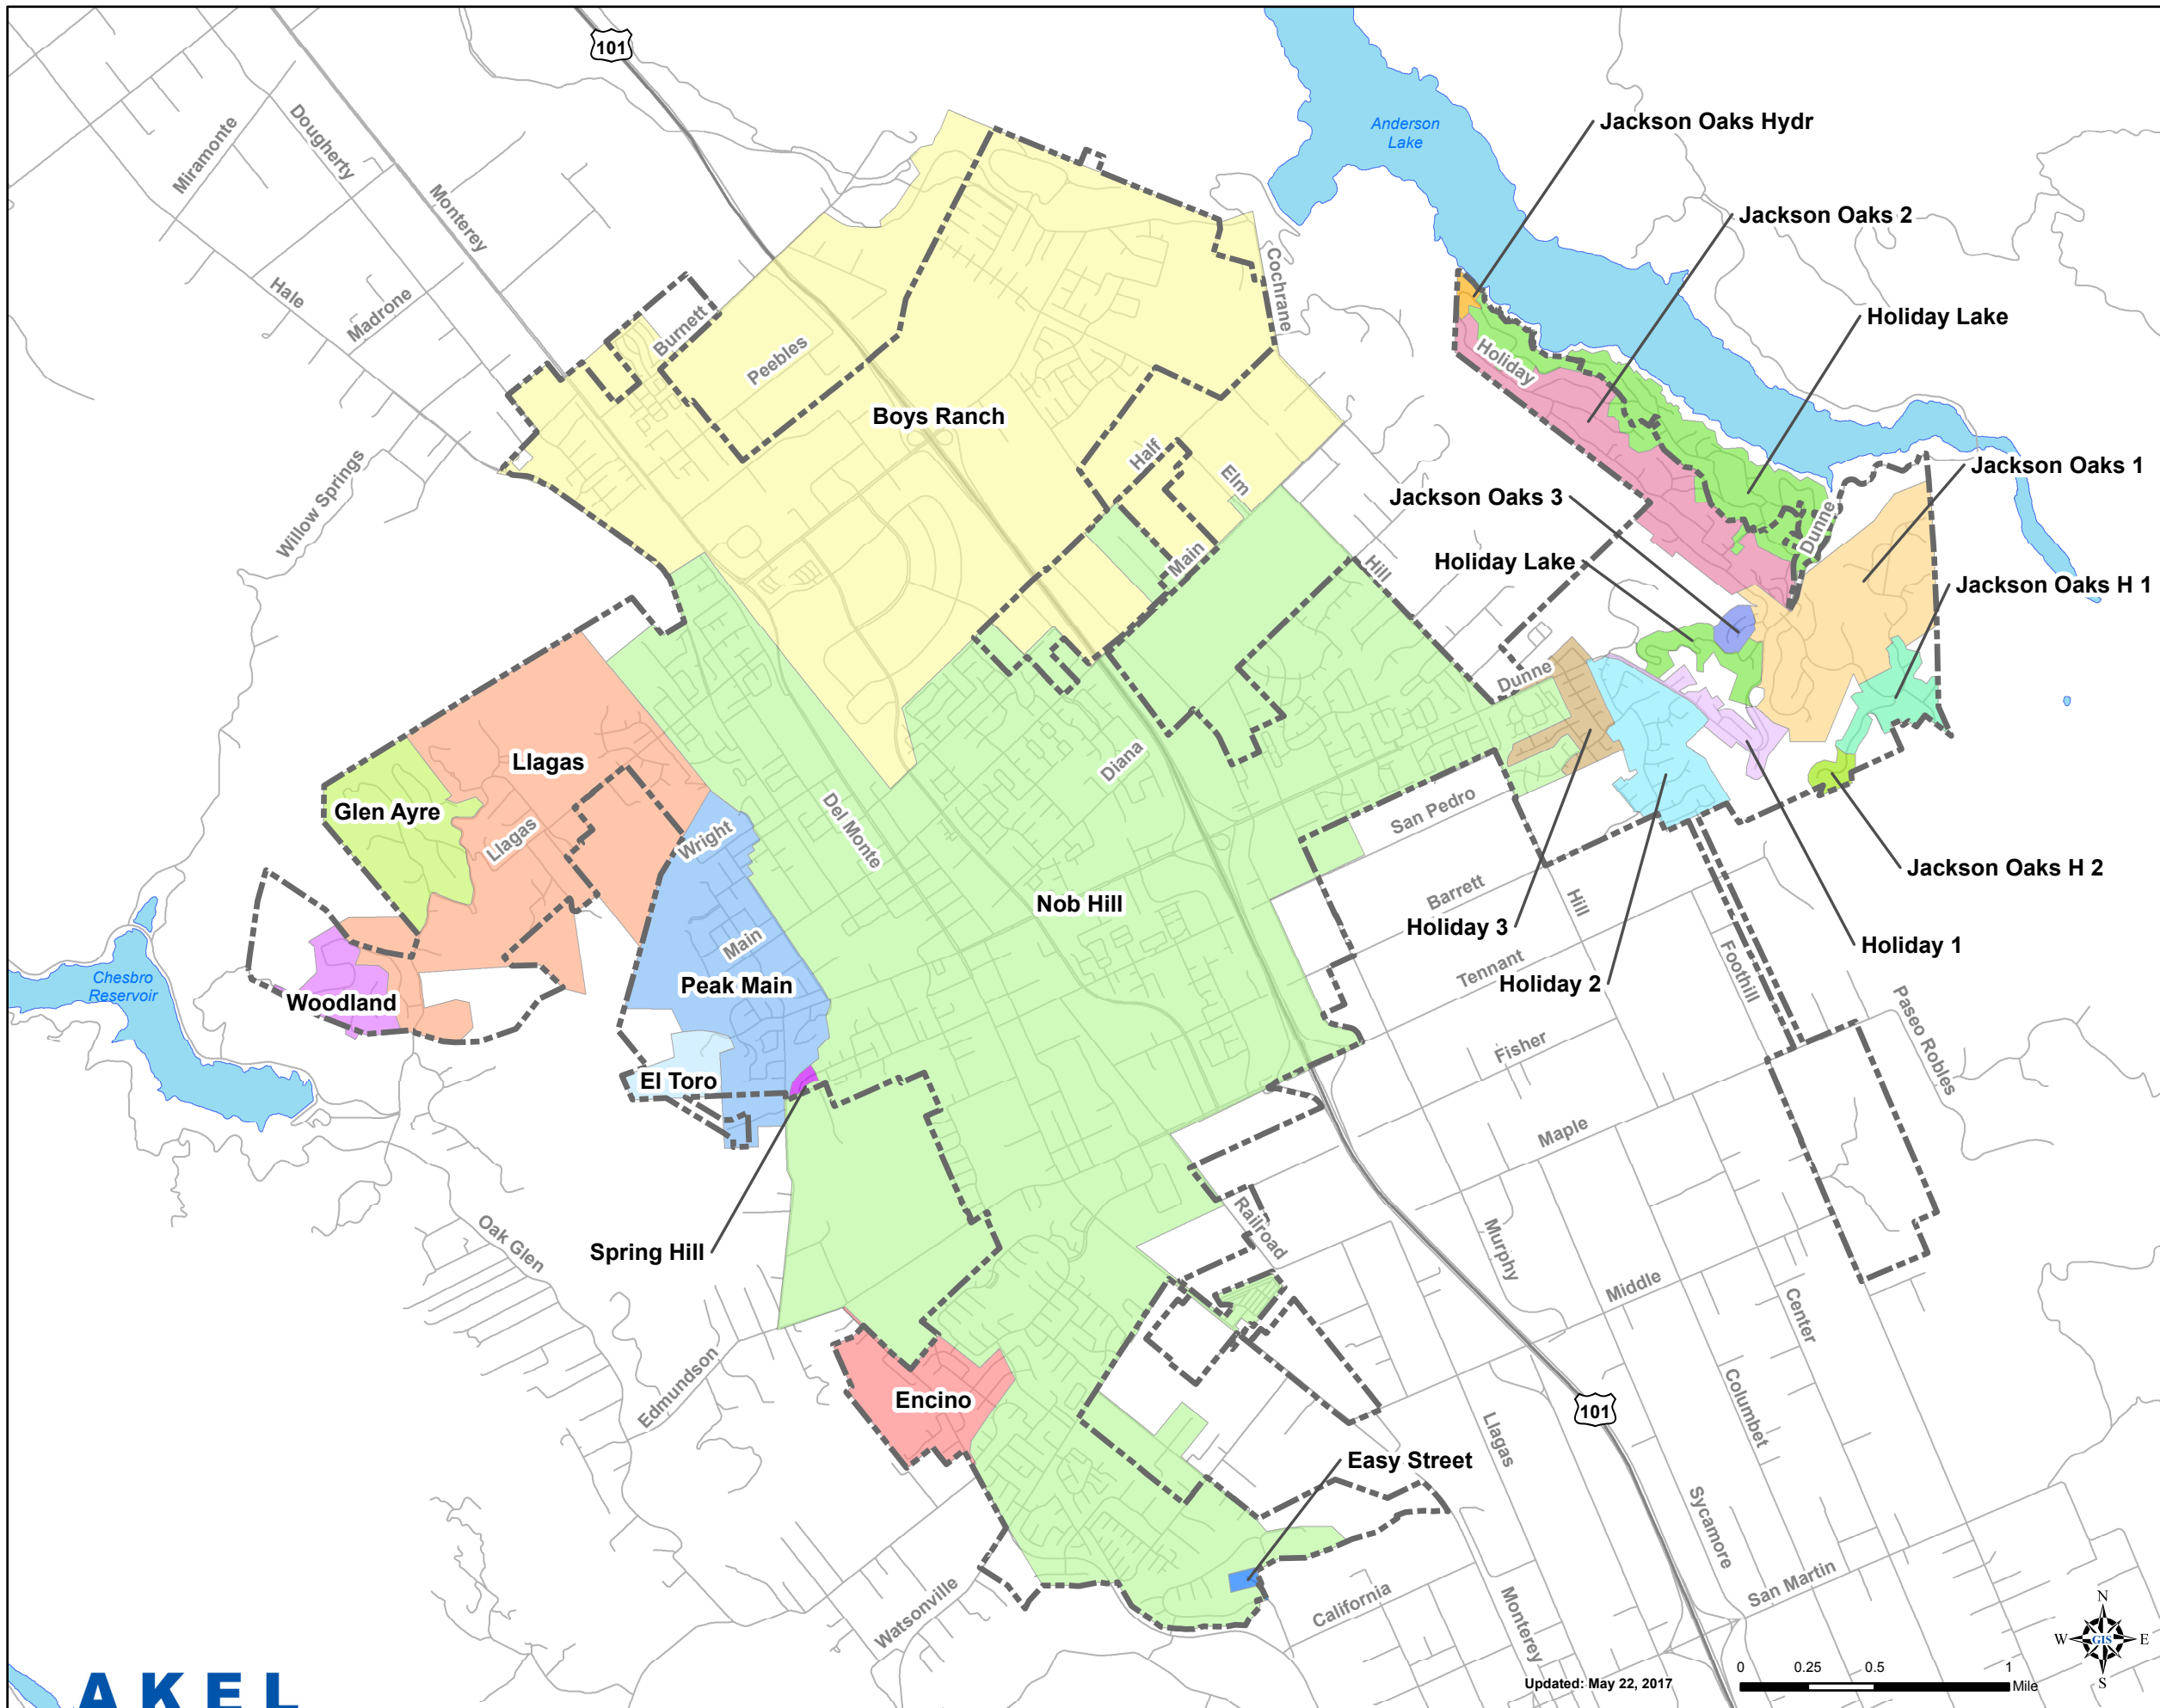 101
Anderson
Lake
Jackson Oaks Hydr
Jackson Oaks 2
Holiday Lake
Jackson Oaks 1
Jackson Oaks 3
Holiday Lake
Jackson Oaks H 1
Miramonte
Dougherty
Monterey
Hale
Madrone
Burnett
Peebles
Cochrane
Holiday
Boys Ranch
Half
Elm
Willow Springs
Main
Hill
Dunne
Dunne
Llagas
Glen Ayre
Llagas
Wright
Del Monte
Diana
San Pedro
Nob Hill
Barrett
Hill
Jackson Oaks H 2
Holiday 3
Holiday 1
Main
Peak Main
Tennant
Holiday 2
Foothill
Chesbro
Reservoir
Woodland
Paseo Robles
Fisher
El Toro
Maple
Oak Glen
Spring Hill
Railroad
Murphy
Middle
Center
Edmundson
Encino
101
Columbet
Llagas
Easy Street
Sycamore
San Martin
California
Watsonville
Monterey
N
W
GIS
E
S
0
0.25
0.5
1
Mile
Updated: May 22, 2017
AKEL